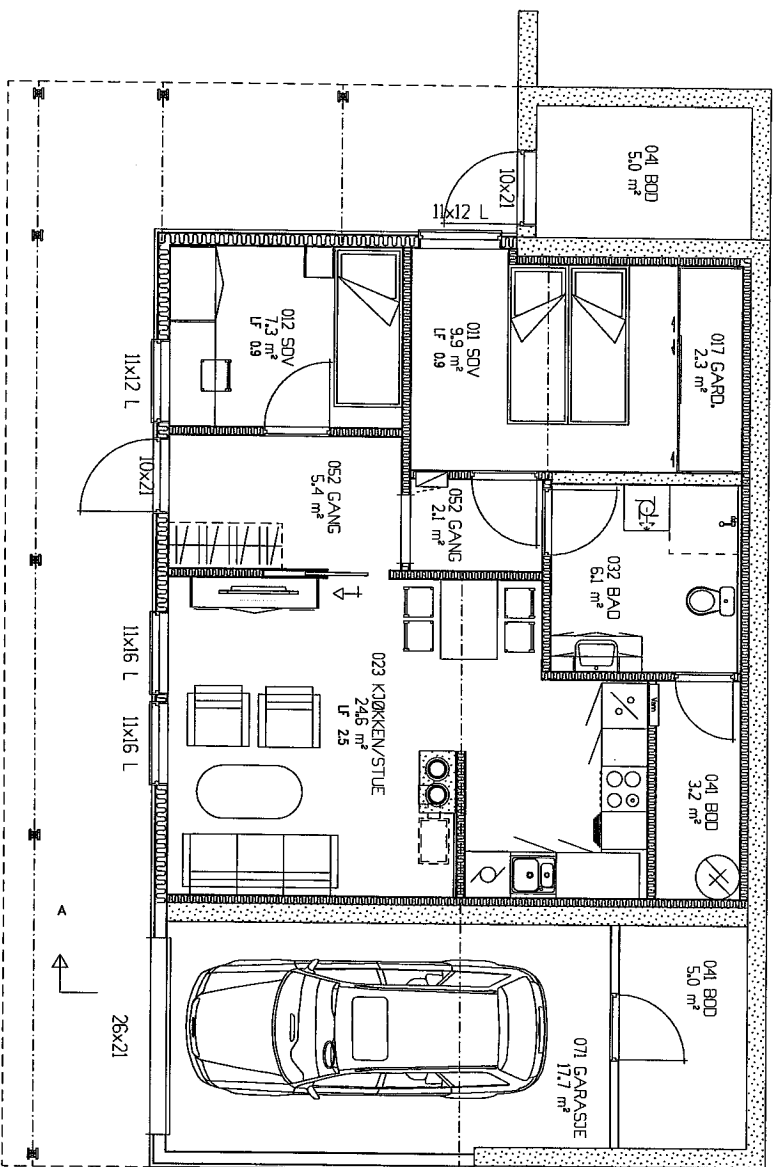 041 BOD
5.0 m²
10x21
11x12 L
017 GARD.
2.3 m²
011 SOV
9.9 m²
LF 0.9
012 SOV
7.3 m²
LF 0.9
11x12 L
10x21
052 GANG
5.4 m²
052 GANG
2.1 m²
032 BAD
6.1 m²
11x16 L
11x16 L
023 KJØKKEN/STUE
24.6 m²
LF 2.5
041 BOD
3.2 m²
A
26x21
041 BOD
5.0 m²
071 GARASJE
17.7 m²